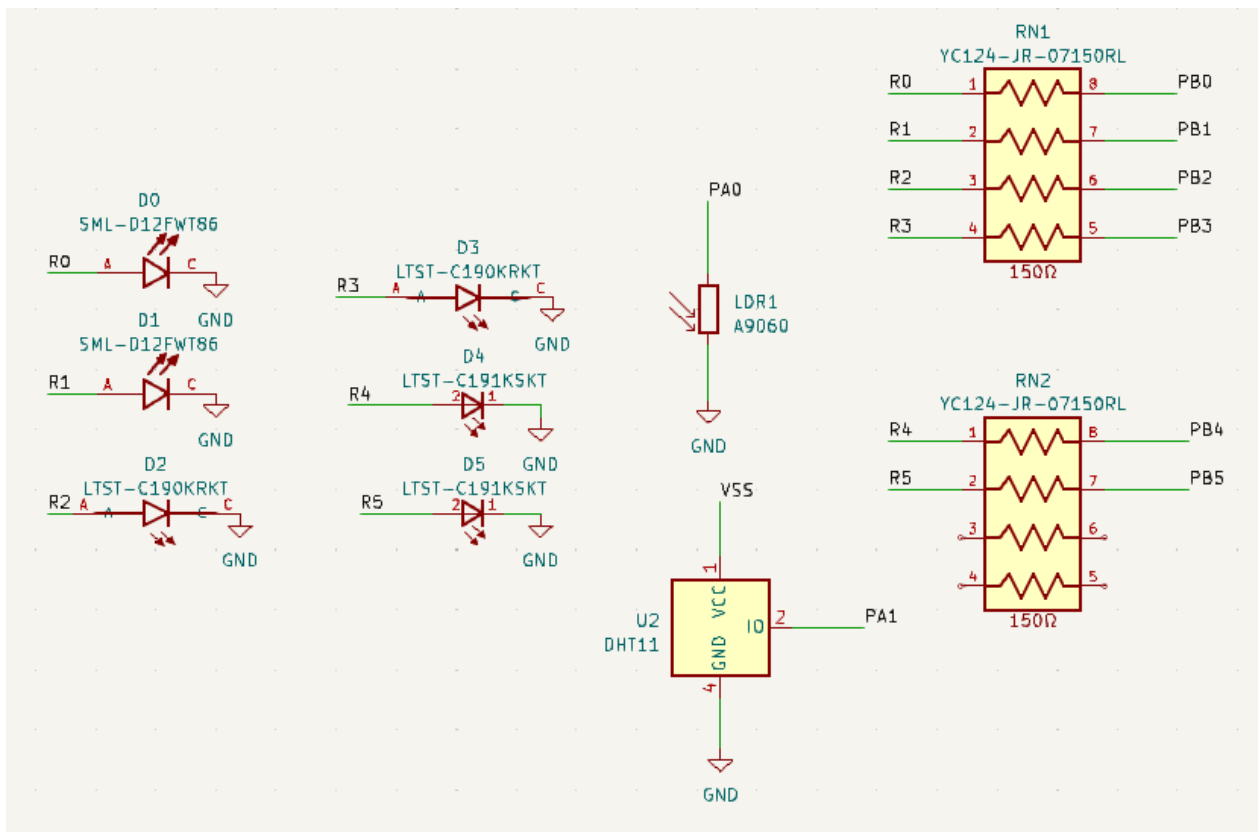 RN1
YC124-JR-07150RL
R0 1 8 PB0
R1 2 7 PB1
R2 3 6 PB2
R3 4 5 PB3
150Ω
D0
SML-D12FWT86
R0 A C
GND
D1
SML-D12FWT86
R1 A C
GND
D2
LTST-C190KRKT
R2 A A C C
GND
D3
LTST-C190KRKT
R3 A A C C
GND
D4
LTST-C191KSKT
R4 2 1
GND
D5
LTST-C191KSKT
R5 2 1
GND
PA0
LDR1
A9060
GND
VSS
1
VCC
U2
DHT11
IO 2 PA1
GND
4
GND
RN2
YC124-JR-07150RL
R4 1 8 PB4
R5 2 7 PB5
3 6
4 5
150Ω